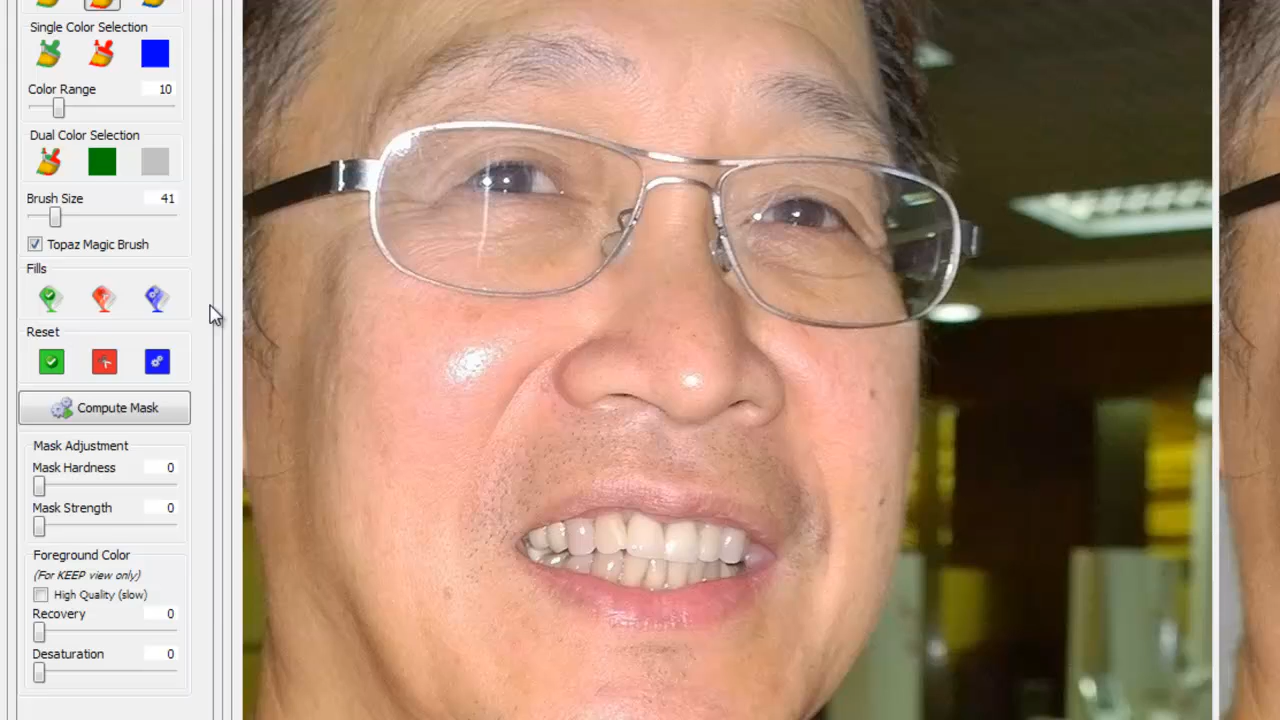 Single Color Selection
Color Range 10
Dual Color Selection
Brush Size 41
Topaz Magic Brush
Fills
Reset
Compute Mask
Mask Adjustment
Mask Hardness 0
Mask Strength 0
Foreground Color
(For KEEP view only)
High Quality (slow)
Recovery 0
Desaturation 0